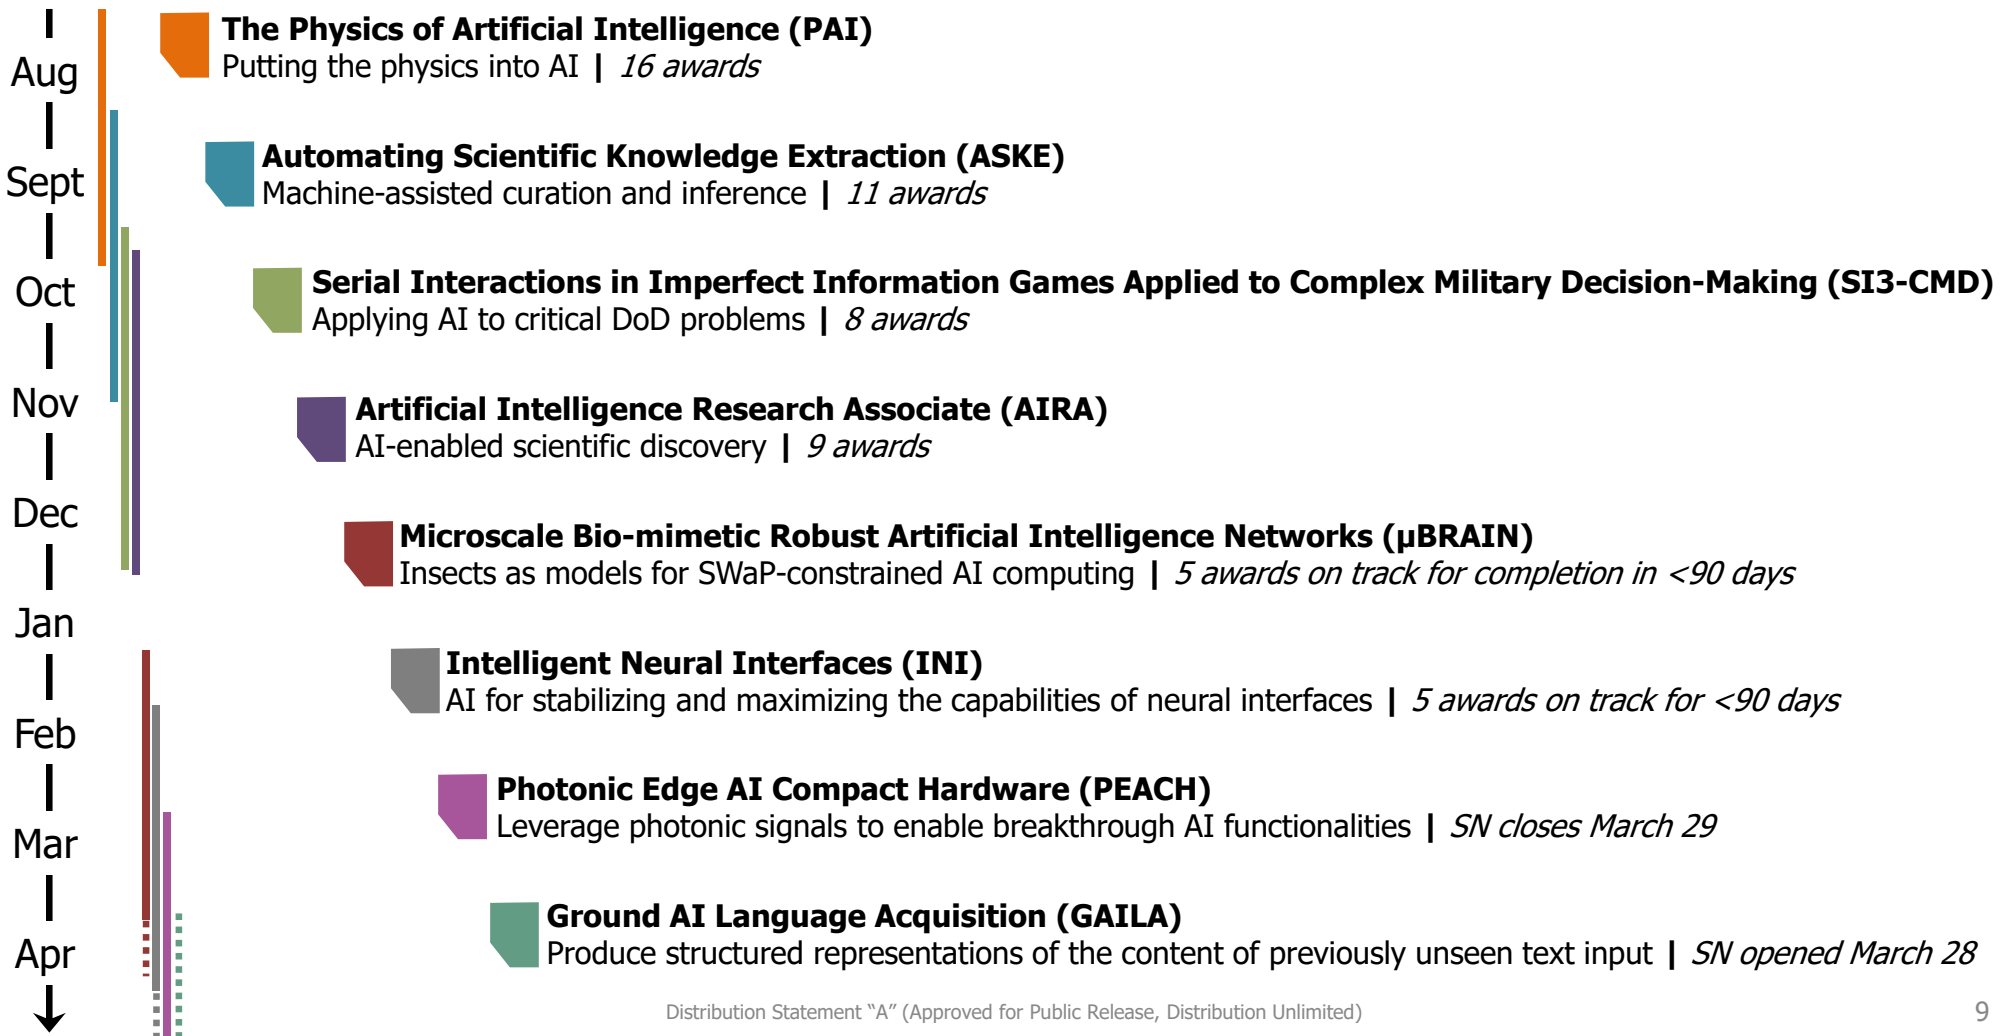 The Physics of Artificial Intelligence (PAI)
Putting the physics into AI | 16 awards
Aug
Automating Scientific Knowledge Extraction (ASKE)
Machine-assisted curation and inference | 11 awards
Sept
Serial Interactions in Imperfect Information Games Applied to Complex Military Decision-Making (SI3-CMD)
Applying AI to critical DoD problems | 8 awards
Oct
Artificial Intelligence Research Associate (AIRA)
AI-enabled scientific discovery | 9 awards
Nov
Dec
Microscale Bio-mimetic Robust Artificial Intelligence Networks (µBRAIN)
Insects as models for SWaP-constrained AI computing | 5 awards on track for completion in <90 days
Jan
Intelligent Neural Interfaces (INI)
AI for stabilizing and maximizing the capabilities of neural interfaces | 5 awards on track for <90 days
Feb
Photonic Edge AI Compact Hardware (PEACH)
Leverage photonic signals to enable breakthrough AI functionalities | SN closes March 29
Mar
Ground AI Language Acquisition (GAILA)
Produce structured representations of the content of previously unseen text input | SN opened March 28
Apr
Distribution Statement “A” (Approved for Public Release, Distribution Unlimited)
9